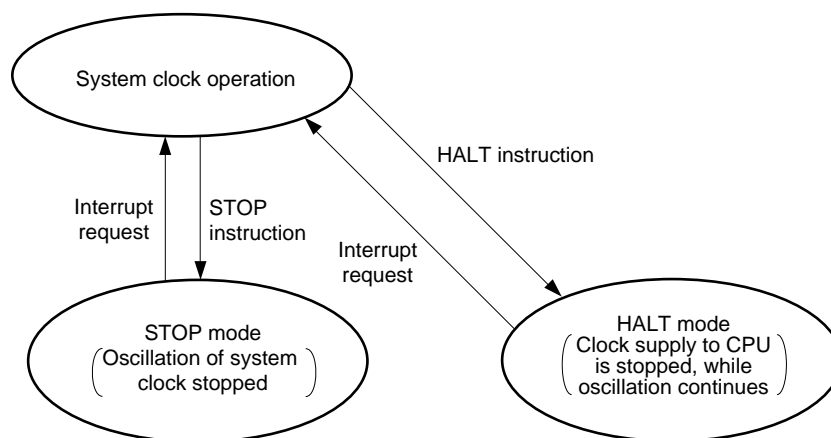 System clock operation
HALT instruction
Interrupt
request
STOP
instruction
Interrupt
request
STOP mode
(Oscillation of system
clock stopped)
HALT mode
(Clock supply to CPU
is stopped, while
oscillation continues)